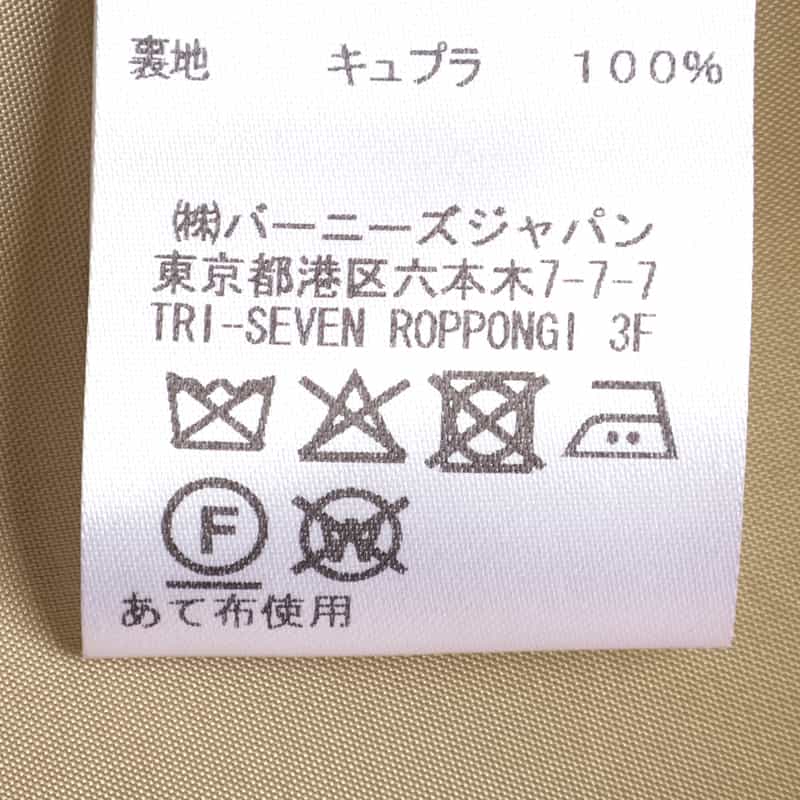 裏地 キュプラ 100%
㈱バーニーズジャパン
東京都港区六本木7-7-7
TRI-SEVEN ROPPONGI 3F
F W
あて布使用